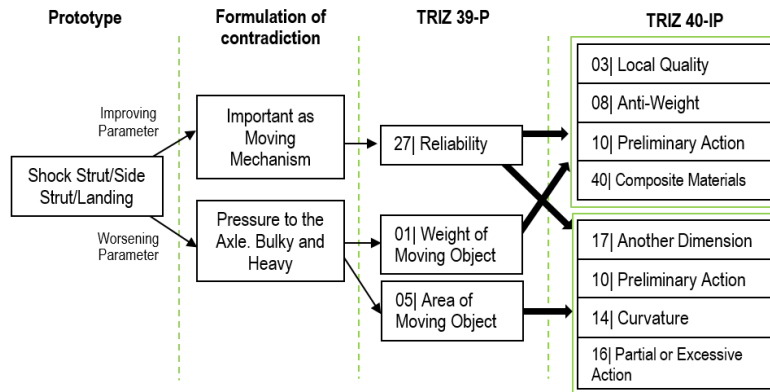 Prototype
Formulation of
contradiction
TRIZ 39-P
TRIZ 40-IP
Improving
Parameter
Shock Strut/Side
Strut/Landing
Worsening
Parameter
Important as
Moving
Mechanism
Pressure to the
Axle. Bulky and
Heavy
27| Reliability
01| Weight of
Moving Object
05| Area of
Moving Object
03| Local Quality
08| Anti-Weight
10| Preliminary Action
40| Composite Materials
17| Another Dimension
10| Preliminary Action
14| Curvature
16| Partial or Excessive
Action